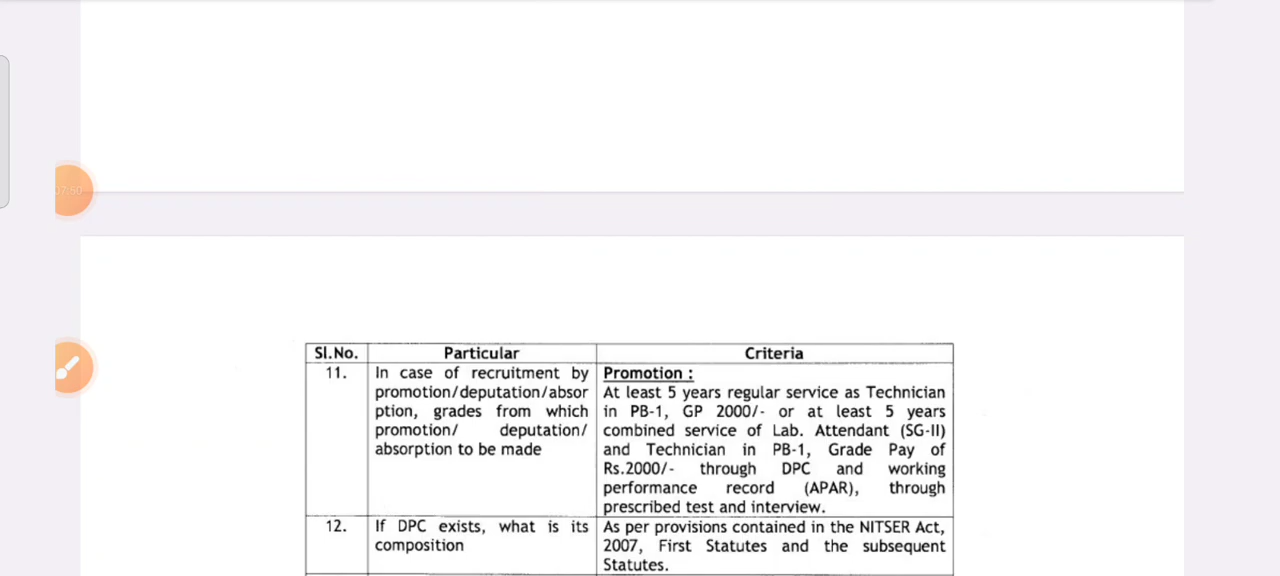 07:50
Sl.No. Particular Criteria
11. In case of recruitment by Promotion :
promotion/deputation/absor At least 5 years regular service as Technician
ption, grades from which in PB-1, GP 2000/- or at least 5 years
promotion/ deputation/ combined service of Lab. Attendant (SG-II)
absorption to be made and Technician in PB-1, Grade Pay of
Rs.2000/- through DPC and working
performance record (APAR), through
prescribed test and interview.
12. If DPC exists, what is its As per provisions contained in the NITSER Act,
composition 2007, First Statutes and the subsequent
Statutes.